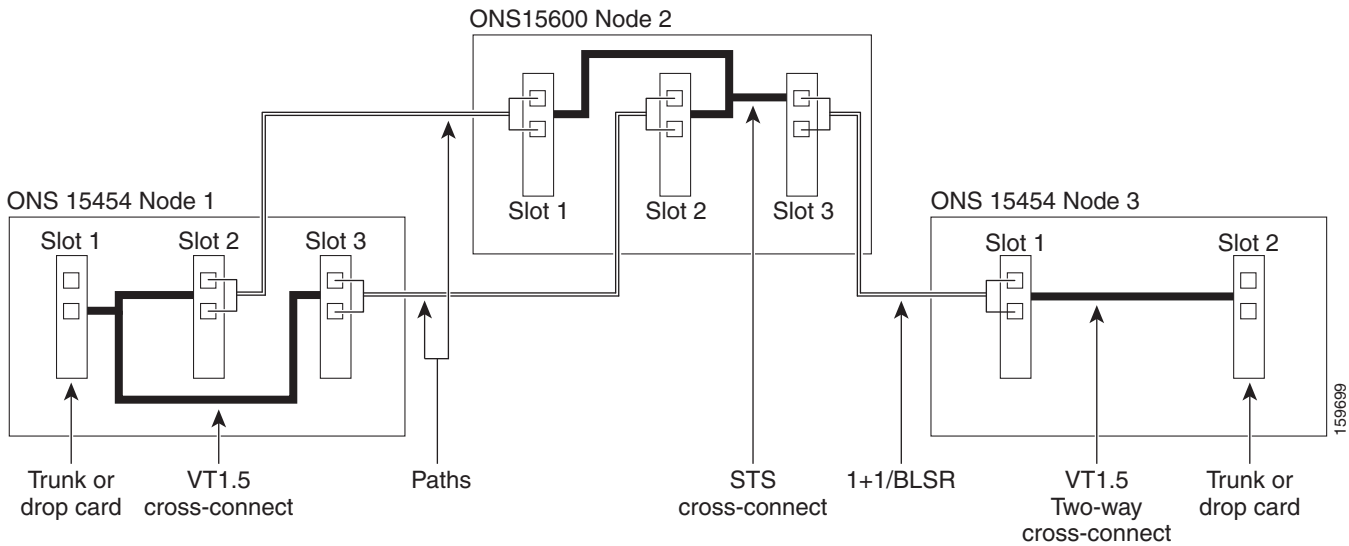 ONS15600 Node 2
Slot 1
Slot 2
Slot 3
ONS 15454 Node 1
Slot 1
Slot 2
Slot 3
ONS 15454 Node 3
Slot 1
Slot 2
Trunk or
drop card
VT1.5
cross-connect
Paths
STS
cross-connect
1+1/BLSR
VT1.5
Two-way
cross-connect
Trunk or
drop card
159699